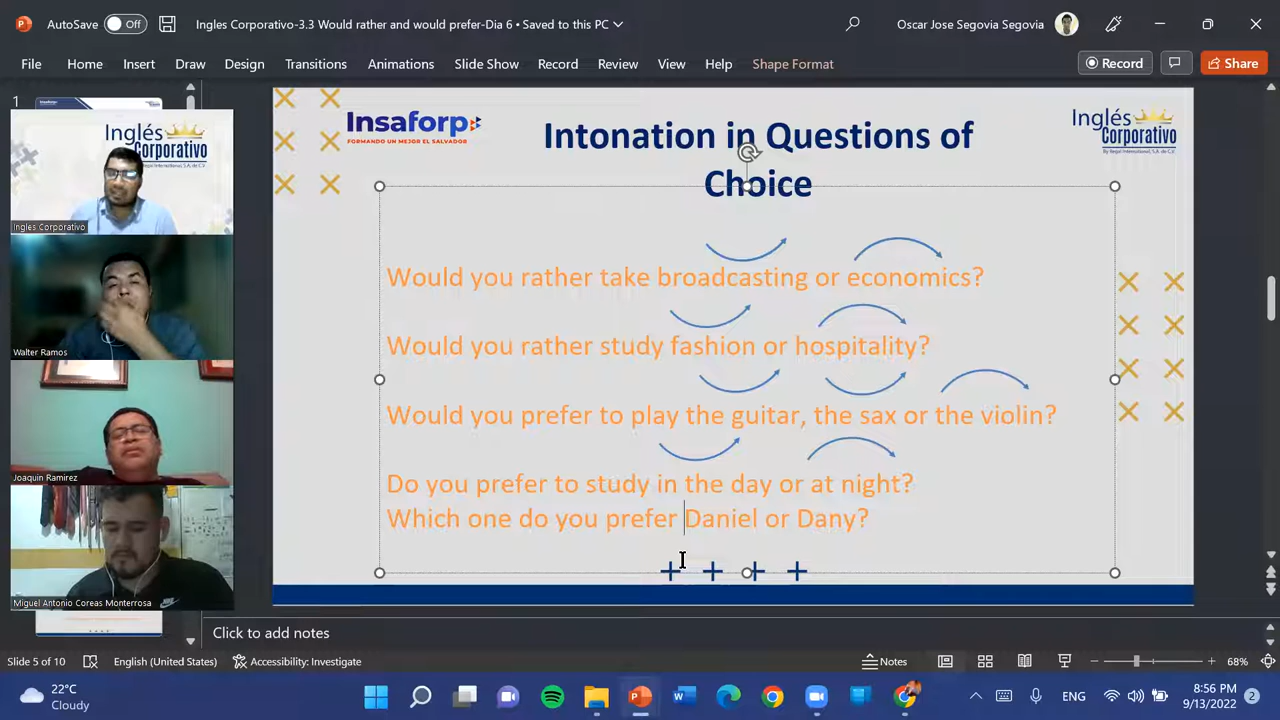 AutoSave Off Ingles Corporativo-3.3 Would rather and would prefer-Dia 6 • Saved to this PC Oscar Jose Segovia Segovia
File Home Insert Draw Design Transitions Animations Slide Show Record Review View Help Shape Format Record Share
1
Inglés Corporativo
Ingles Corporativo
Walter Ramos
Joaquin Ramirez
Miguel Antonio Coreas Monterrosa
Insaforp
FORMANDO UN MEJOR EL SALVADOR
Intonation in Questions of
Choice
Inglés
Corporativo
By Regal International, S.A. de C.V.
Would you rather take broadcasting or economics?
Would you rather study fashion or hospitality?
Would you prefer to play the guitar, the sax or the violin?
Do you prefer to study in the day or at night?
Which one do you prefer Daniel or Dany?
Click to add notes
Slide 5 of 10 English (United States) Accessibility: Investigate Notes 68%
22°C
Cloudy
ENG
8:56 PM
9/13/2022
2